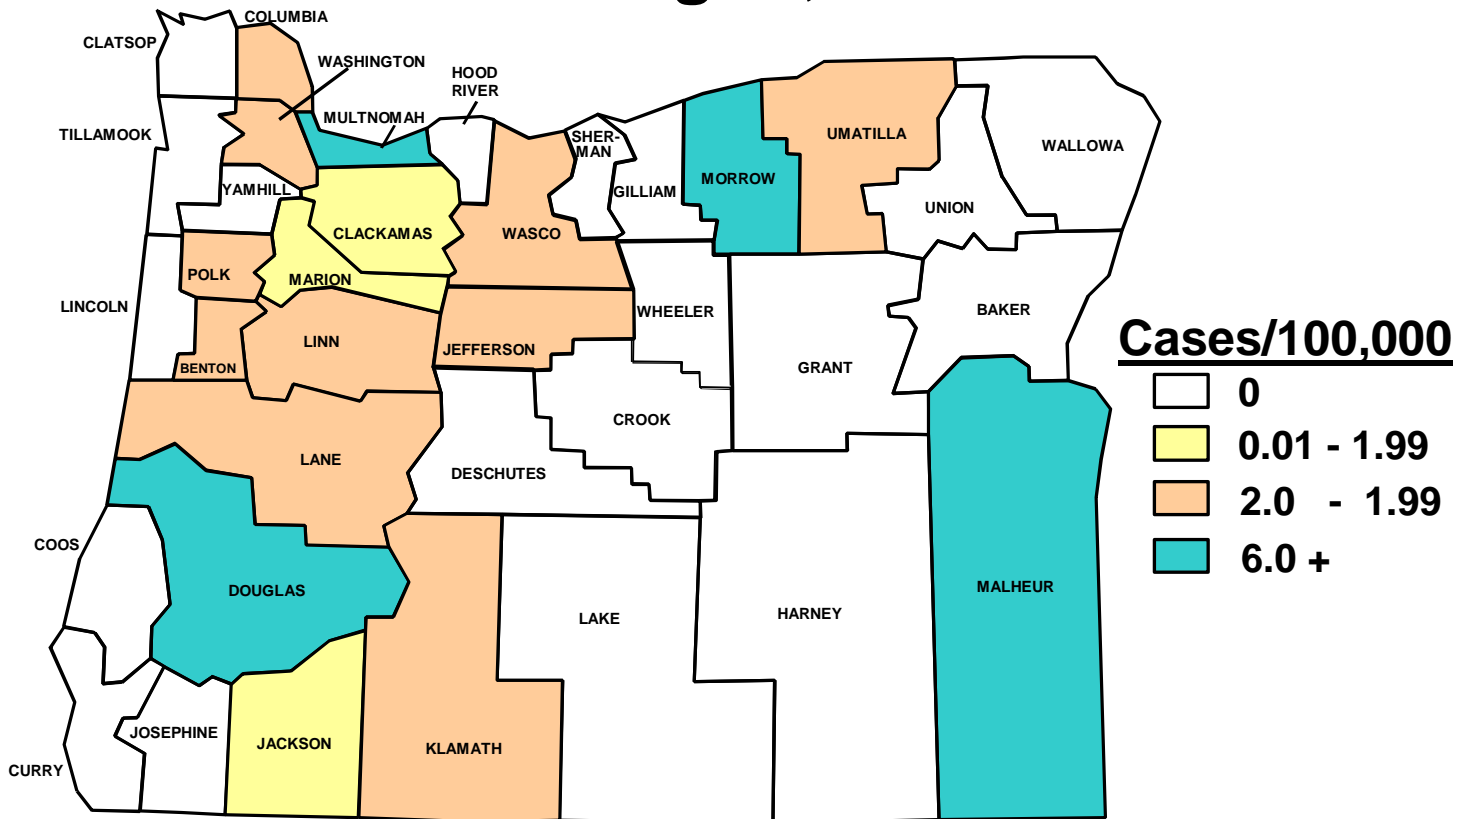 COLUMBIA
CLATSOP
WASHINGTON
HOOD
RIVER
MULTNOMAH
TILLAMOOK
SHER-
MAN
UMATILLA
WALLOWA
YAMHILL
GILLIAM
MORROW
UNION
CLACKAMAS
WASCO
POLK
MARION
LINCOLN
WHEELER
BAKER
LINN
JEFFERSON
BENTON
GRANT
CROOK
LANE
DESCHUTES
COOS
DOUGLAS
LAKE
HARNEY
MALHEUR
JOSEPHINE
JACKSON
KLAMATH
CURRY
Cases/100,000
0
0.01 - 1.99
2.0 - 1.99
6.0 +